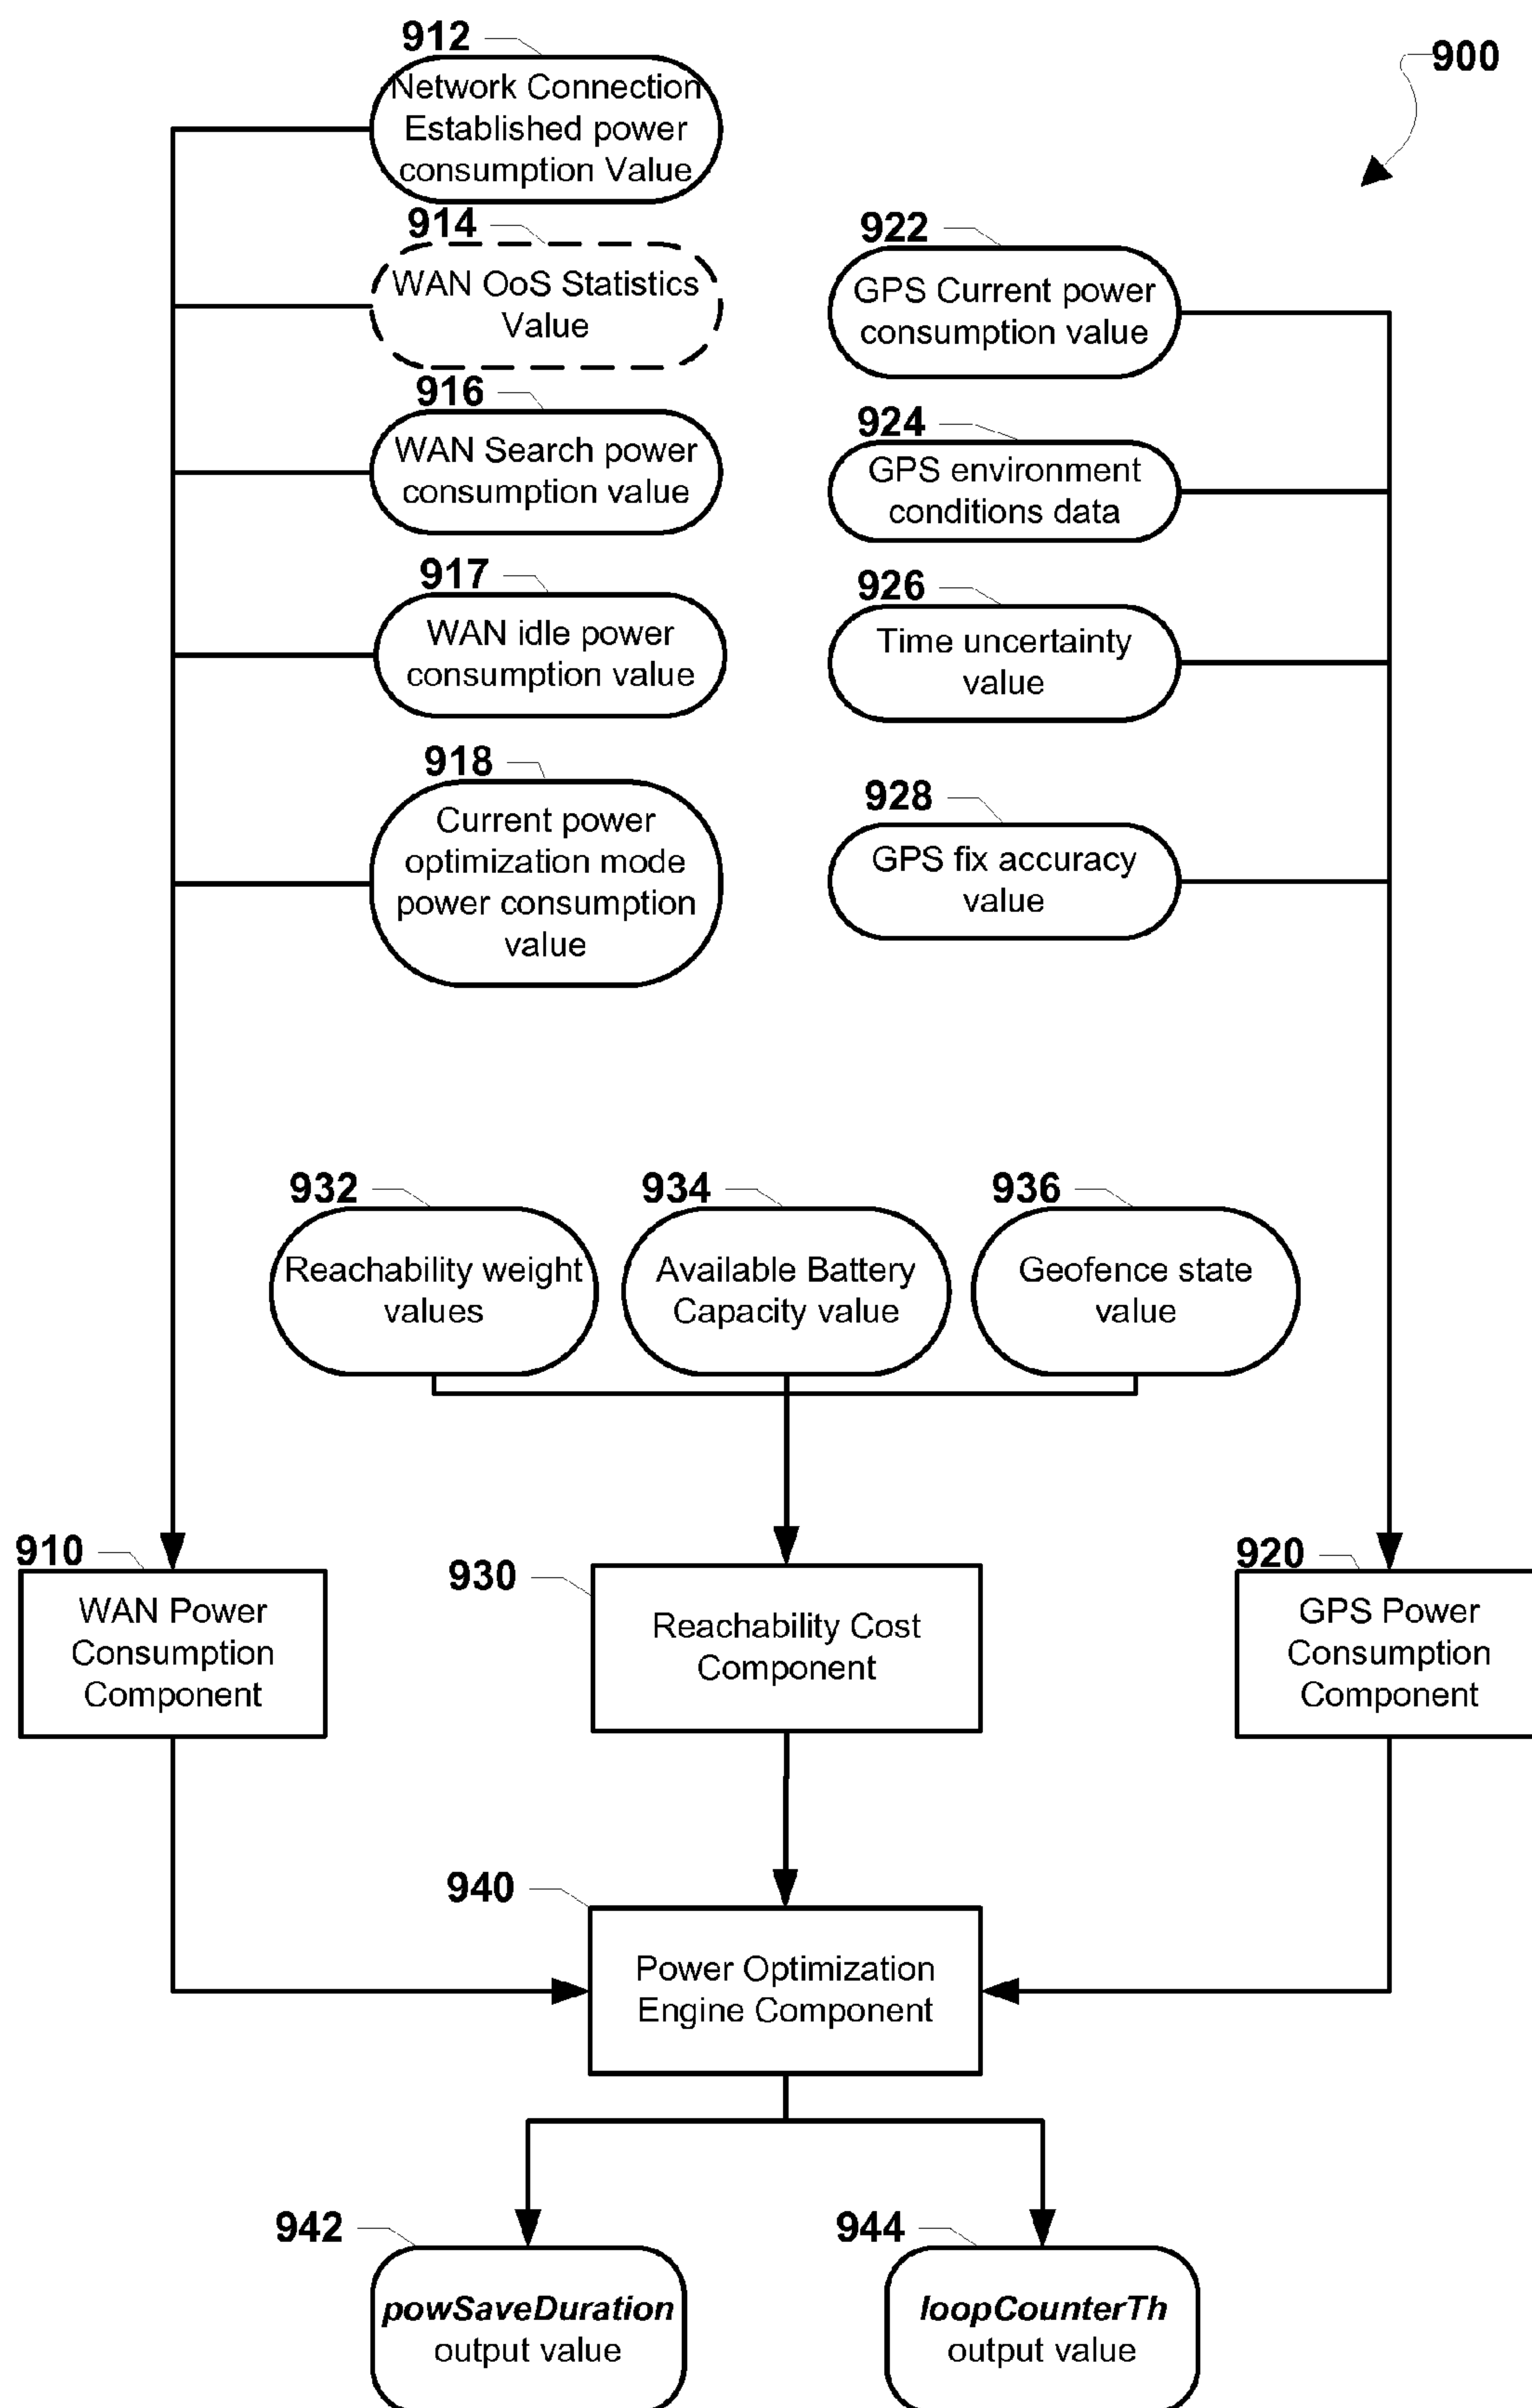 912
Network Connection
Established power
consumption Value
900
914
WAN OoS Statistics
Value
922
GPS Current power
consumption value
916
WAN Search power
consumption value
924
GPS environment
conditions data
917
WAN idle power
consumption value
926
Time uncertainty
value
918
Current power
optimization mode
power consumption
value
928
GPS fix accuracy
value
932
Reachability weight
values
934
Available Battery
Capacity value
936
Geofence state
value
910
WAN Power
Consumption
Component
930
Reachability Cost
Component
920
GPS Power
Consumption
Component
940
Power Optimization
Engine Component
942
powSaveDuration
output value
944
loopCounterTh
output value